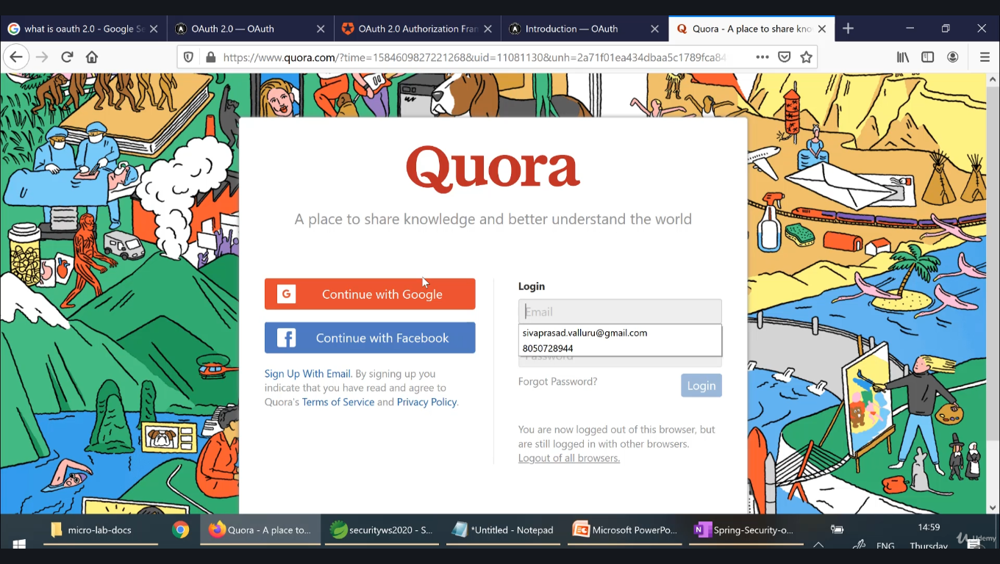 what is oauth 2.0 - Google Se
OAuth 2.0 — OAuth
OAuth 2.0 Authorization Fran
Introduction — OAuth
Quora - A place to share kno
https://www.quora.com/?time=1584609827221268&uid=11081130&unh=2a71f01ea434dbaa5c1789fca84
Quora
A place to share knowledge and better understand the world
G Continue with Google
f Continue with Facebook
Sign Up With Email. By signing up you
indicate that you have read and agree to
Quora's Terms of Service and Privacy Policy.
Login
Email
sivaprasad.valluru@gmail.com
8050728944
Password
Forgot Password?
Login
You are now logged out of this browser, but
are still logged in with other browsers.
Logout of all browsers.
micro-lab-docs
Quora - A place to...
securityws2020 - S...
*Untitled - Notepad
Microsoft PowerPo...
Spring-Security-o...
ENG
14:59
Thursday
Udemy